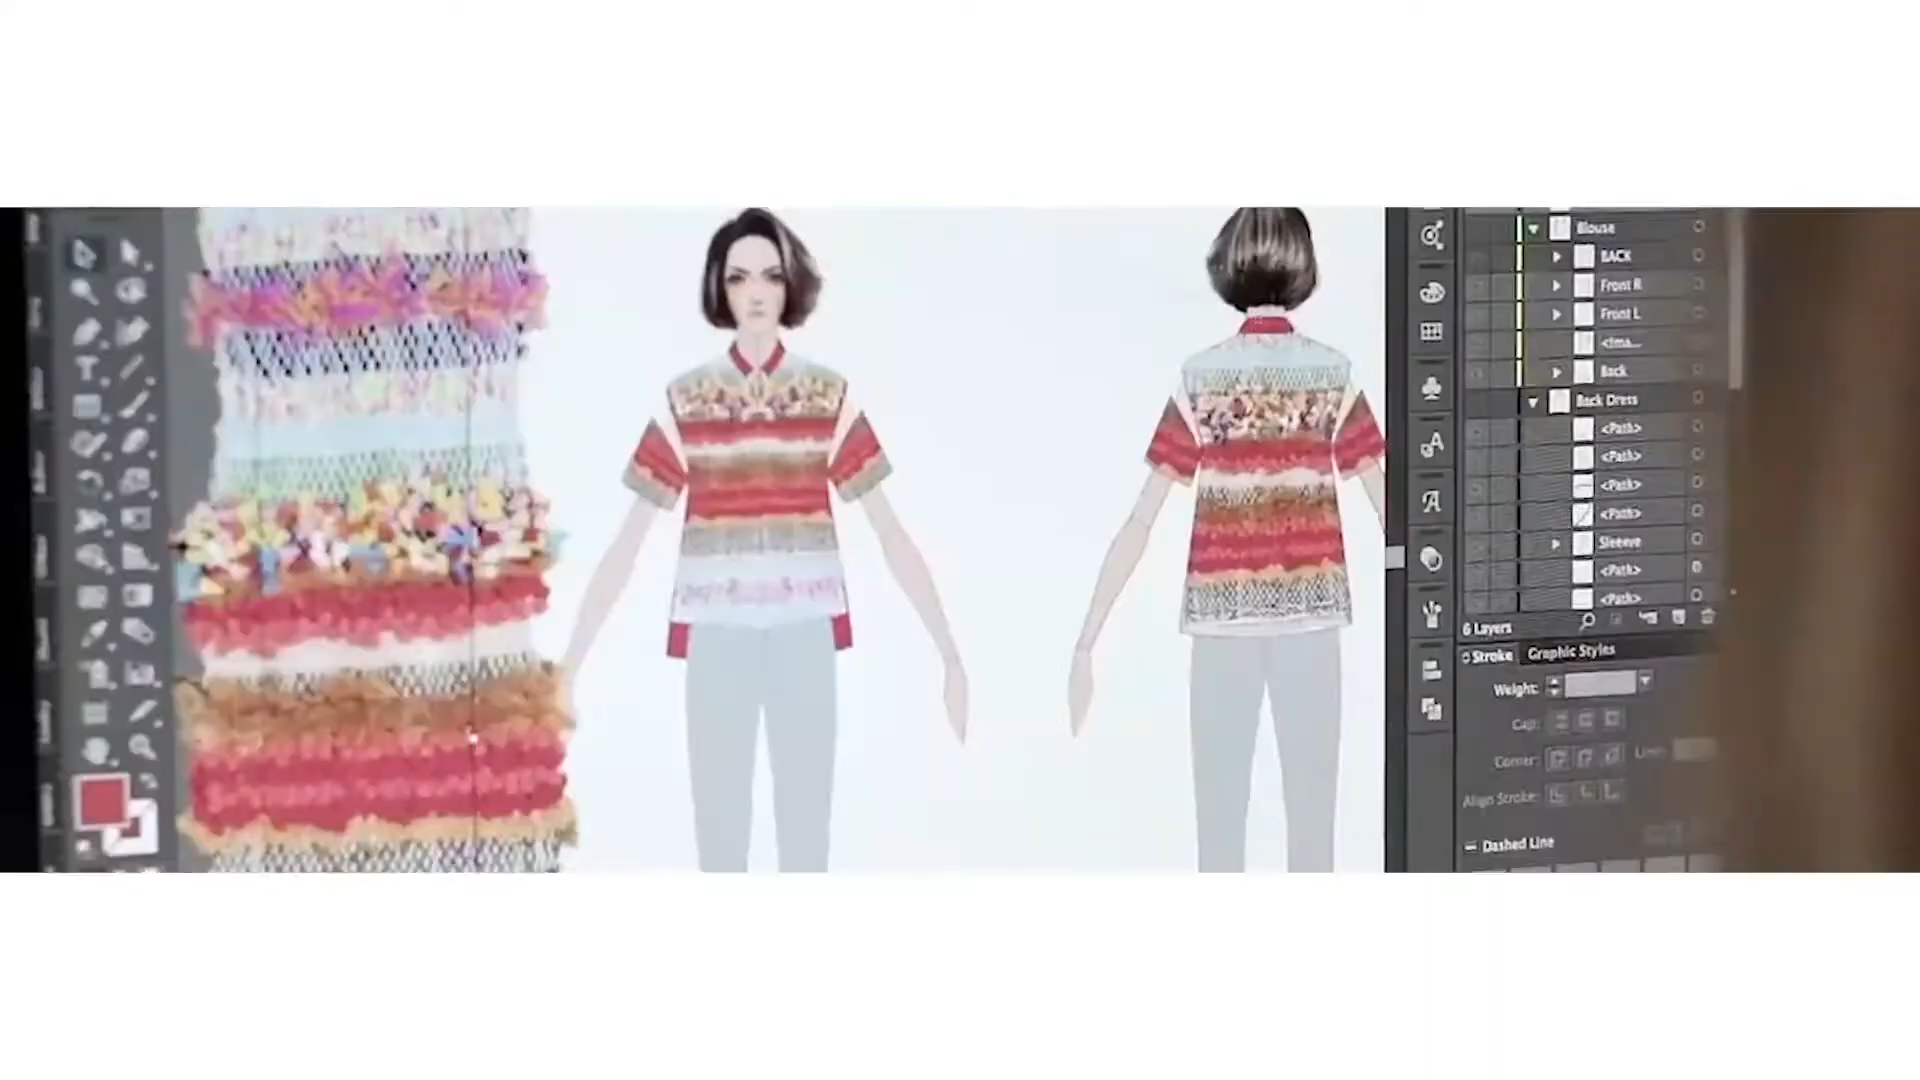 Blouse
BACK
Front R
Front L
<Ima...
Back
Back Dress
<Path>
<Path>
<Path>
<Path>
Sleeve
<Path>
<Path>
6 Layers
Stroke Graphic Styles
Weight:
Cap:
Corner: Limit:
Align Stroke:
Dashed Line